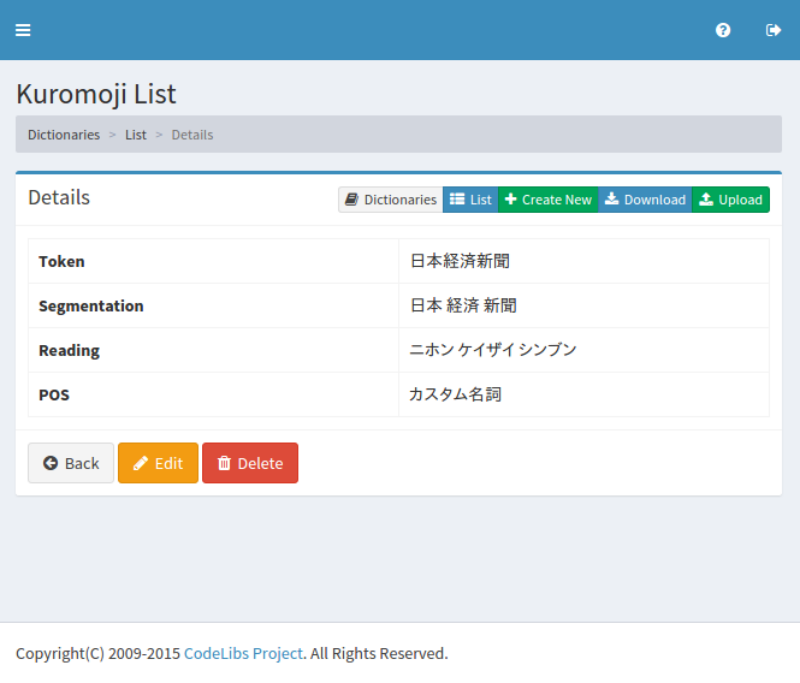 Kuromoji List
Dictionaries > List > Details
Details Dictionaries List Create New Download Upload
Token 日本経済新聞
Segmentation 日本 経済 新聞
Reading ニホン ケイザイ シンブン
POS カスタム名詞
Back Edit Delete
Copyright(C) 2009-2015 CodeLibs Project. All Rights Reserved.